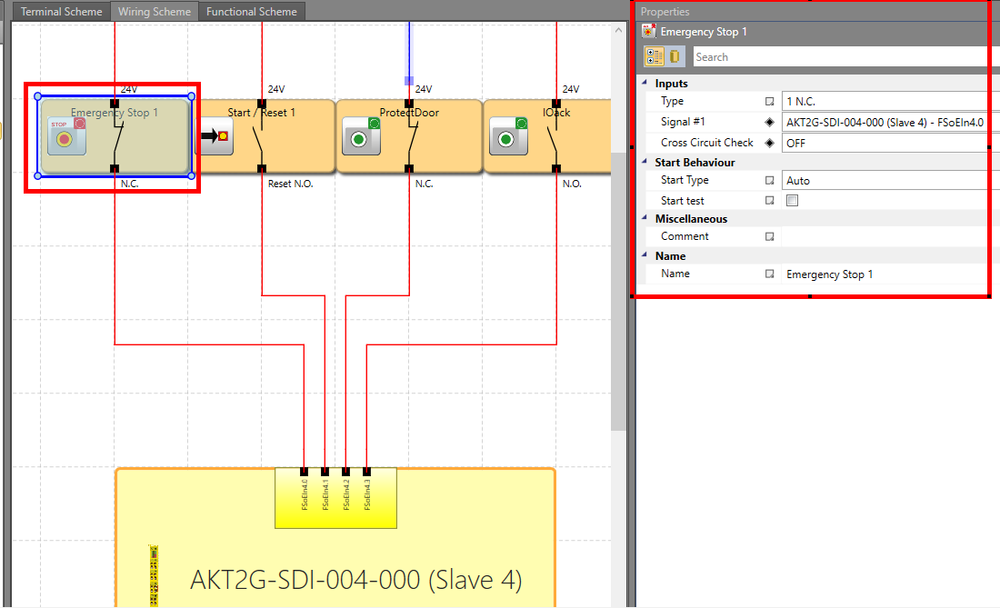 Terminal Scheme
Wiring Scheme
Functional Scheme
24V
24V
24V
24V
Emergency Stop 1
Start / Reset 1
ProtectDoor
IOack
STOP
N.C.
Reset N.O.
N.C.
N.O.
FSoEIn4.0
FSoEIn4.1
FSoEIn4.2
FSoEIn4.3
AKT2G-SDI-004-000 (Slave 4)
Properties
Emergency Stop 1
Search
Inputs
Type
1 N.C.
Signal #1
AKT2G-SDI-004-000 (Slave 4) - FSoEIn4.0
Cross Circuit Check
OFF
Start Behaviour
Start Type
Auto
Start test
Miscellaneous
Comment
Name
Name
Emergency Stop 1